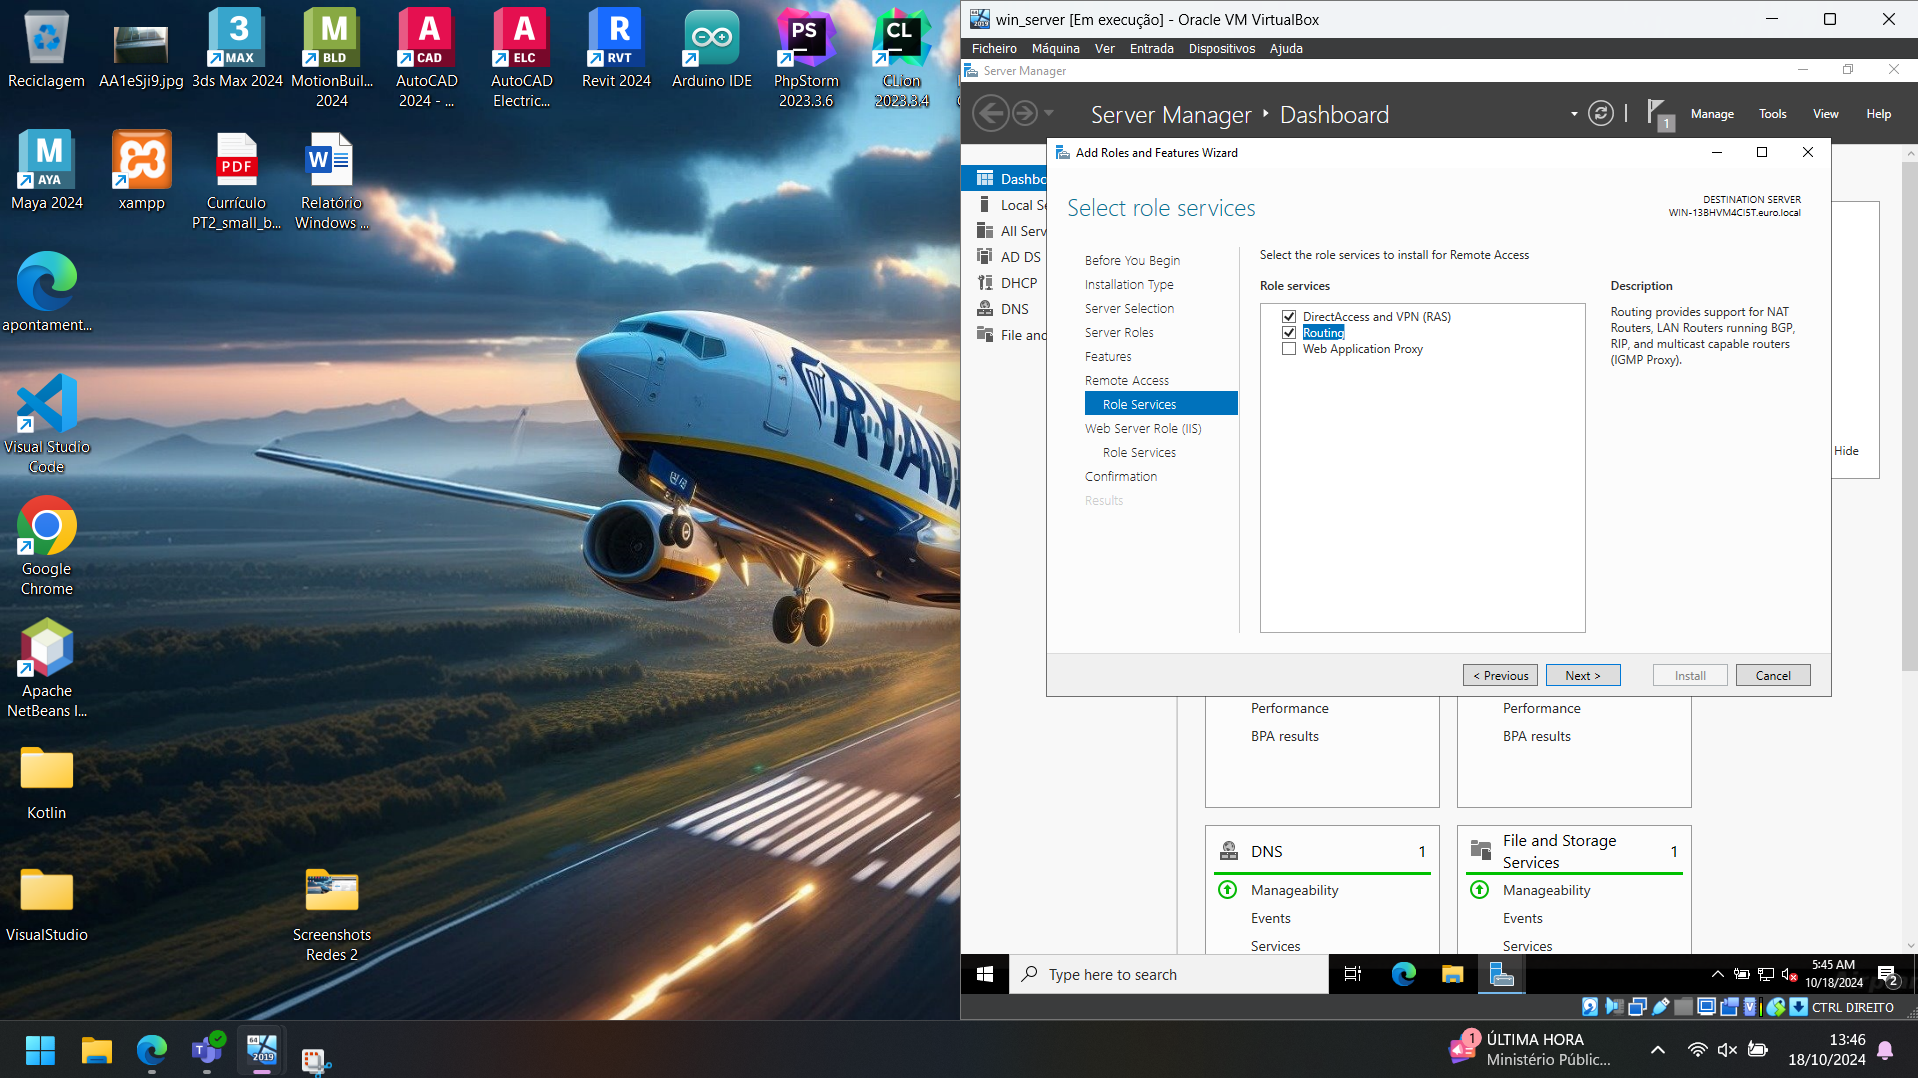 Reciclagem
AA1eSji9.jpg
3ds Max 2024
MotionBuil...
2024
AutoCAD
2024 - ...
AutoCAD
Electric...
Revit 2024
Arduino IDE
PhpStorm
2023.3.6
CLion
2023.3.4
Maya 2024
xampp
Currículo
PT2_small_b...
Relatório
Windows ...
apontament...
Visual Studio
Code
Google
Chrome
Apache
NetBeans I...
Kotlin
VisualStudio
Screenshots
Redes 2
3
MAX
M
BLD
A
CAD
A
ELC
R
RVT
PS
CL
M
AYA
PDF
W
RYANA
win_server [Em execução] - Oracle VM VirtualBox
Ficheiro Máquina Ver Entrada Dispositivos Ajuda
Server Manager
Server Manager Dashboard
1
Manage Tools View Help
Dashbo
Local Se
All Serv
AD DS
DHCP
DNS
File and
Add Roles and Features Wizard
Select role services
DESTINATION SERVER
WIN-13BHVM4CI5T.euro.local
Before You Begin
Installation Type
Server Selection
Server Roles
Features
Remote Access
Role Services
Web Server Role (IIS)
Role Services
Confirmation
Results
Select the role services to install for Remote Access
Role services
DirectAccess and VPN (RAS)
Routing
Web Application Proxy
Description
Routing provides support for NAT
Routers, LAN Routers running BGP,
RIP, and multicast capable routers
(IGMP Proxy).
Hide
< Previous Next > Install Cancel
Performance
BPA results
Performance
BPA results
DNS 1
Manageability
Events
Services
File and Storage
Services 1
Manageability
Events
Services
Type here to search
5:45 AM
10/18/2024
2
CTRL DIREITO
64
2019
1
ÚLTIMA HORA
Ministério Públic...
13:46
18/10/2024